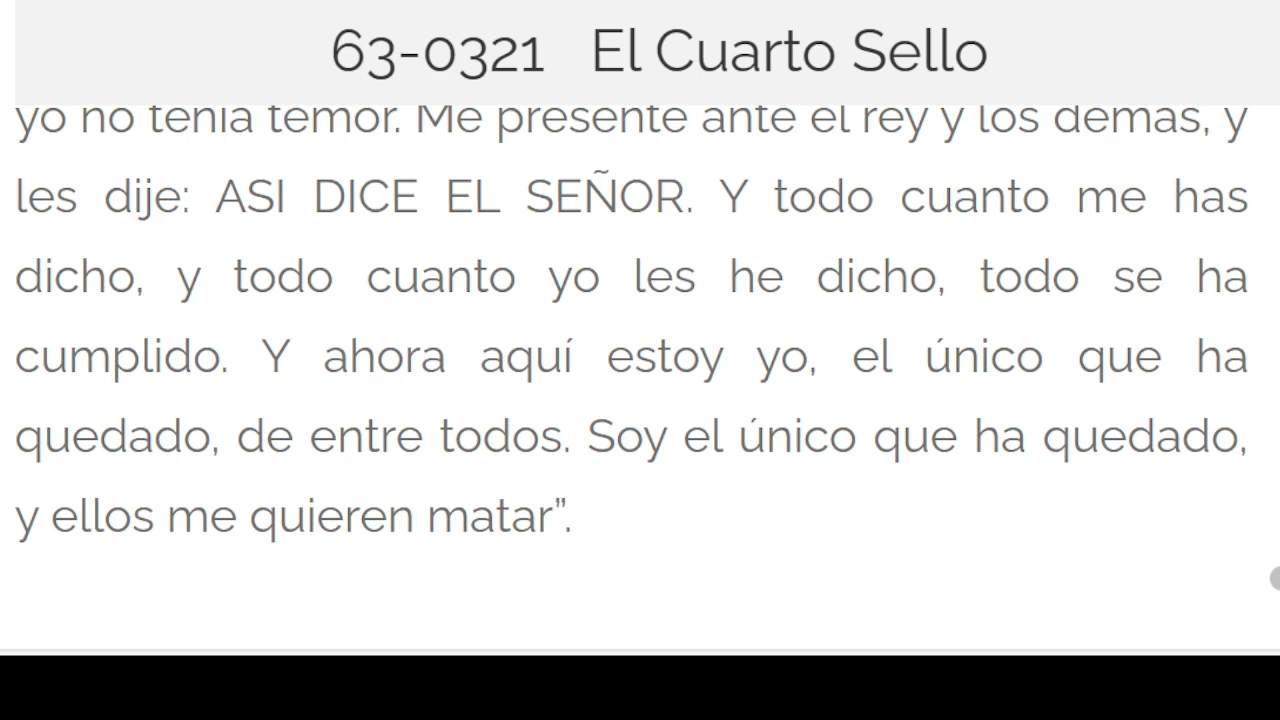 63-0321 El Cuarto Sello
yo no tenía temor. Me presenté ante el rey y los demás, y
les dije: ASI DICE EL SEÑOR. Y todo cuanto me has
dicho, y todo cuanto yo les he dicho, todo se ha
cumplido. Y ahora aquí estoy yo, el único que ha
quedado, de entre todos. Soy el único que ha quedado,
y ellos me quieren matar”.